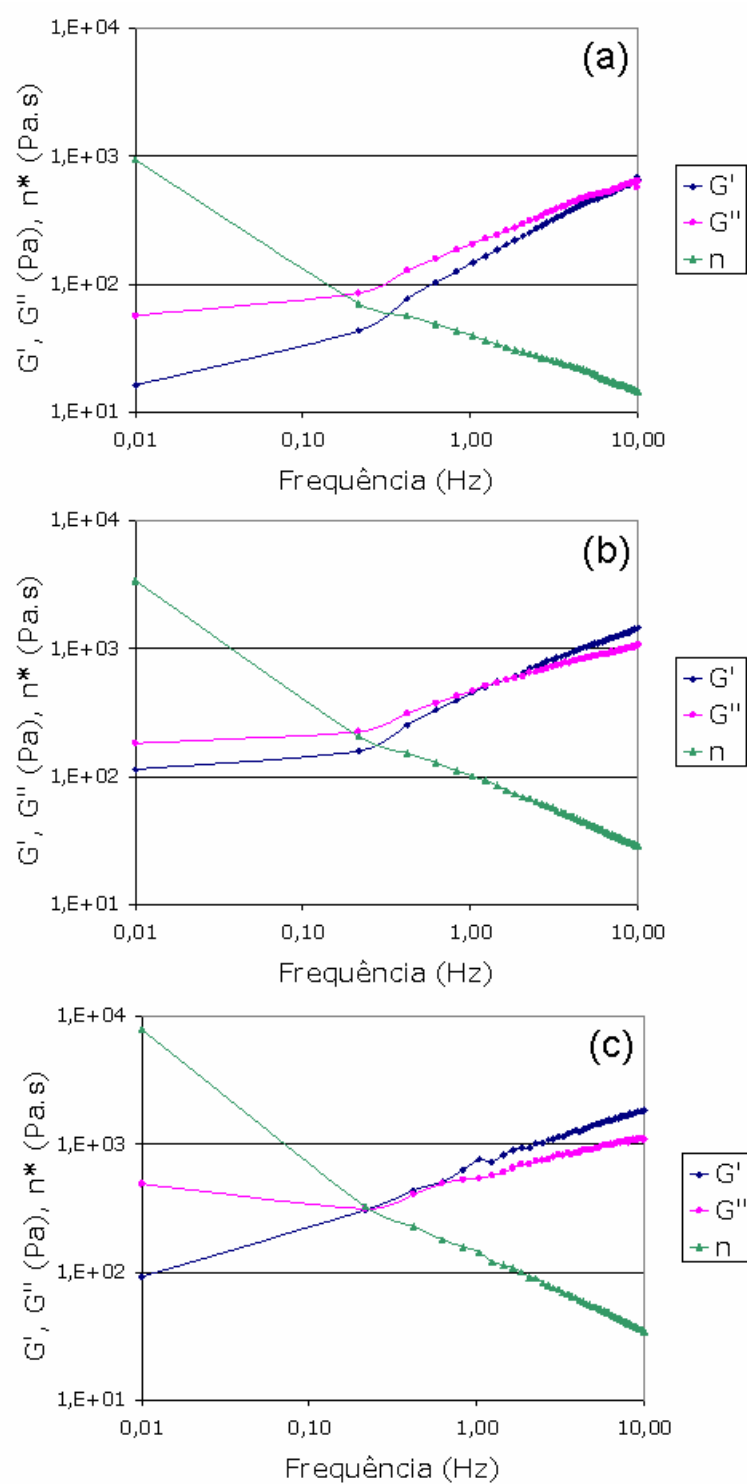 1,E+04
(a)
1,E+03
1,E+02
1,E+01
G', G'' (Pa), n* (Pa.s)
0,01 0,10 1,00 10,00
Frequência (Hz)
G'
G''
n
1,E+04
(b)
1,E+03
1,E+02
1,E+01
G', G'' (Pa), n* (Pa.s)
0,01 0,10 1,00 10,00
Frequência (Hz)
G'
G''
n
1,E+04
(c)
1,E+03
1,E+02
1,E+01
G', G'' (Pa), n* (Pa.s)
0,01 0,10 1,00 10,00
Frequência (Hz)
G'
G''
n